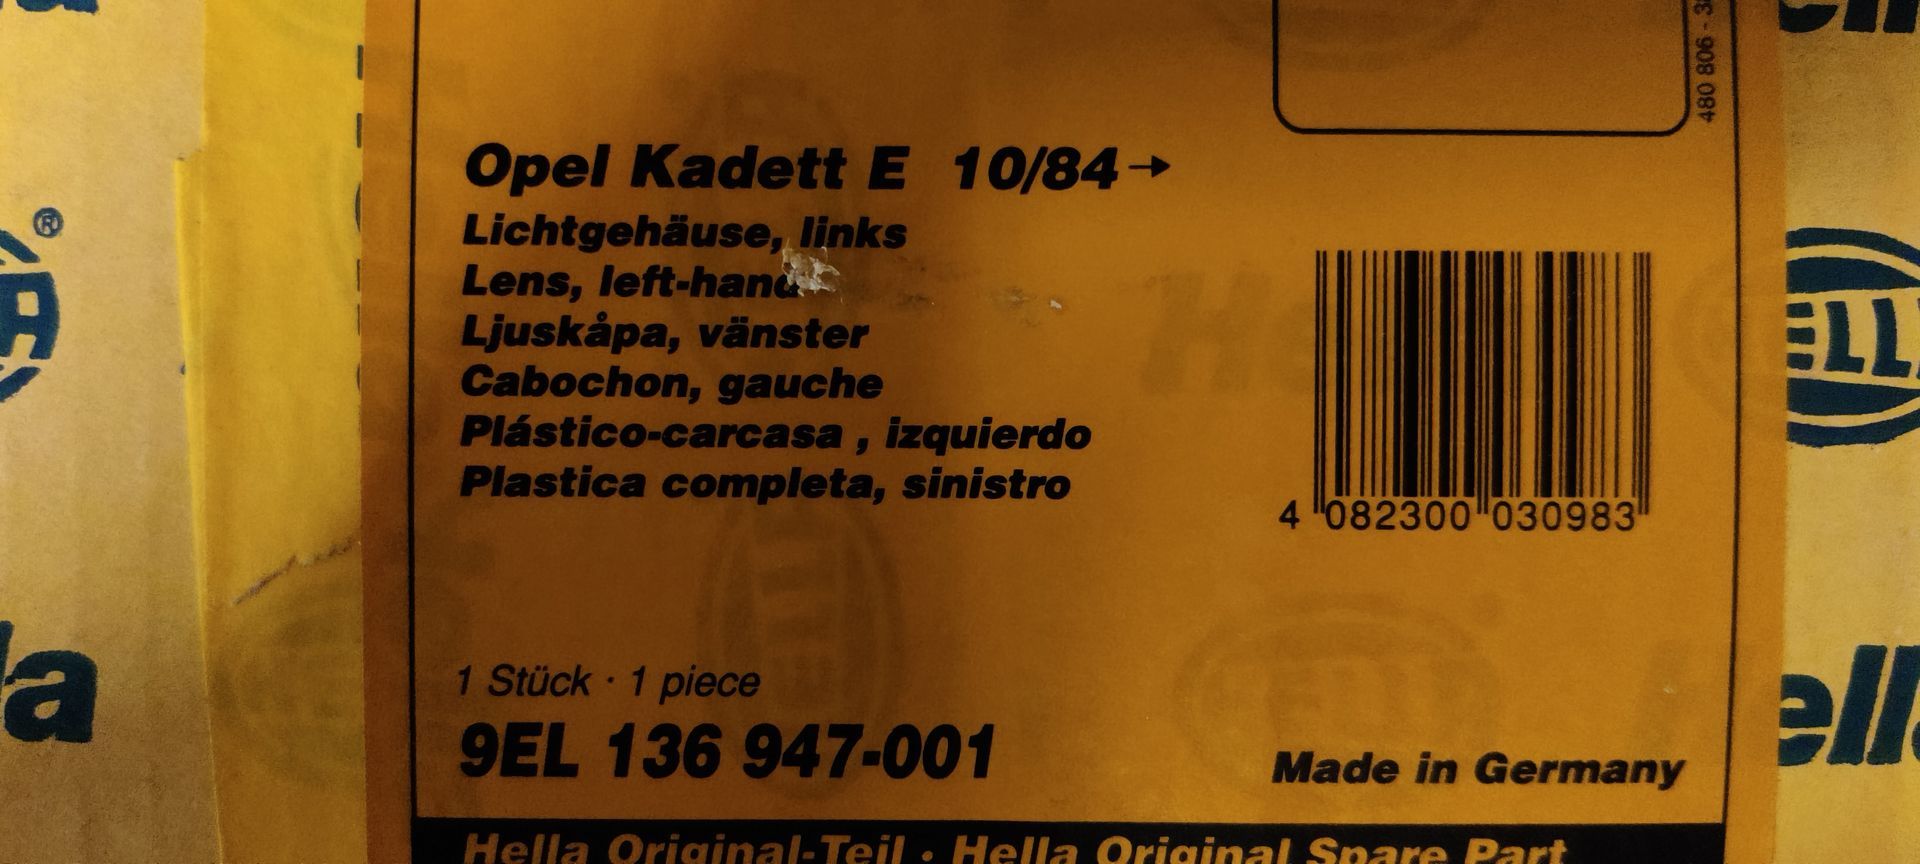 480 806 - 3
Opel Kadett E 10/84→
Lichtgehäuse, links
Lens, left-hand
Ljuskåpa, vänster
Cabochon, gauche
Plástico-carcasa , izquierdo
Plastica completa, sinistro
4 082300 030983
1 Stück · 1 piece
9EL 136 947-001
Made in Germany
Hella Original-Teil · Hella Original Spare Part
®